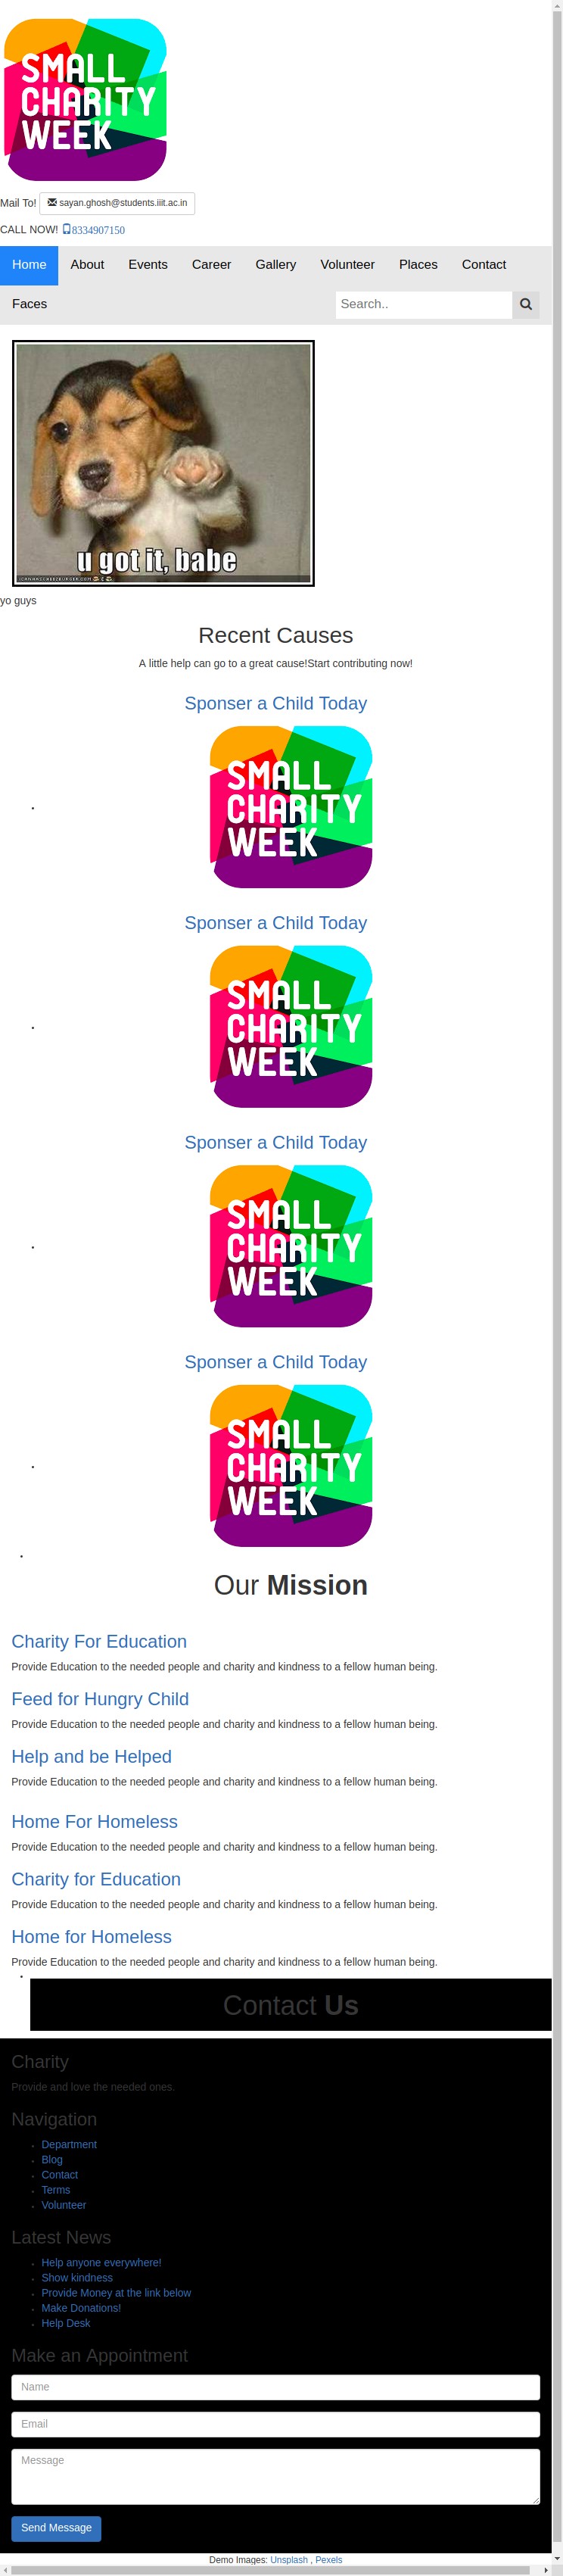 SMALL
CHARITY
WEEK
Mail To! sayan.ghosh@students.iiit.ac.in
CALL NOW! 8334907150
Home About Events Career Gallery Volunteer Places Contact
Faces Search..
u got it, babe
ICANHASCHEEZBURGER.COM
yo guys
Recent Causes
A little help can go to a great cause!Start contributing now!
Sponser a Child Today
SMALL
CHARITY
WEEK
Sponser a Child Today
SMALL
CHARITY
WEEK
Sponser a Child Today
SMALL
CHARITY
WEEK
Sponser a Child Today
SMALL
CHARITY
WEEK
Our Mission
Charity For Education
Provide Education to the needed people and charity and kindness to a fellow human being.
Feed for Hungry Child
Provide Education to the needed people and charity and kindness to a fellow human being.
Help and be Helped
Provide Education to the needed people and charity and kindness to a fellow human being.
Home For Homeless
Provide Education to the needed people and charity and kindness to a fellow human being.
Charity for Education
Provide Education to the needed people and charity and kindness to a fellow human being.
Home for Homeless
Provide Education to the needed people and charity and kindness to a fellow human being.
Contact Us
Charity
Provide and love the needed ones.
Navigation
Department
Blog
Contact
Terms
Volunteer
Latest News
Help anyone everywhere!
Show kindness
Provide Money at the link below
Make Donations!
Help Desk
Make an Appointment
Name
Email
Message
Send Message
Demo Images: Unsplash , Pexels